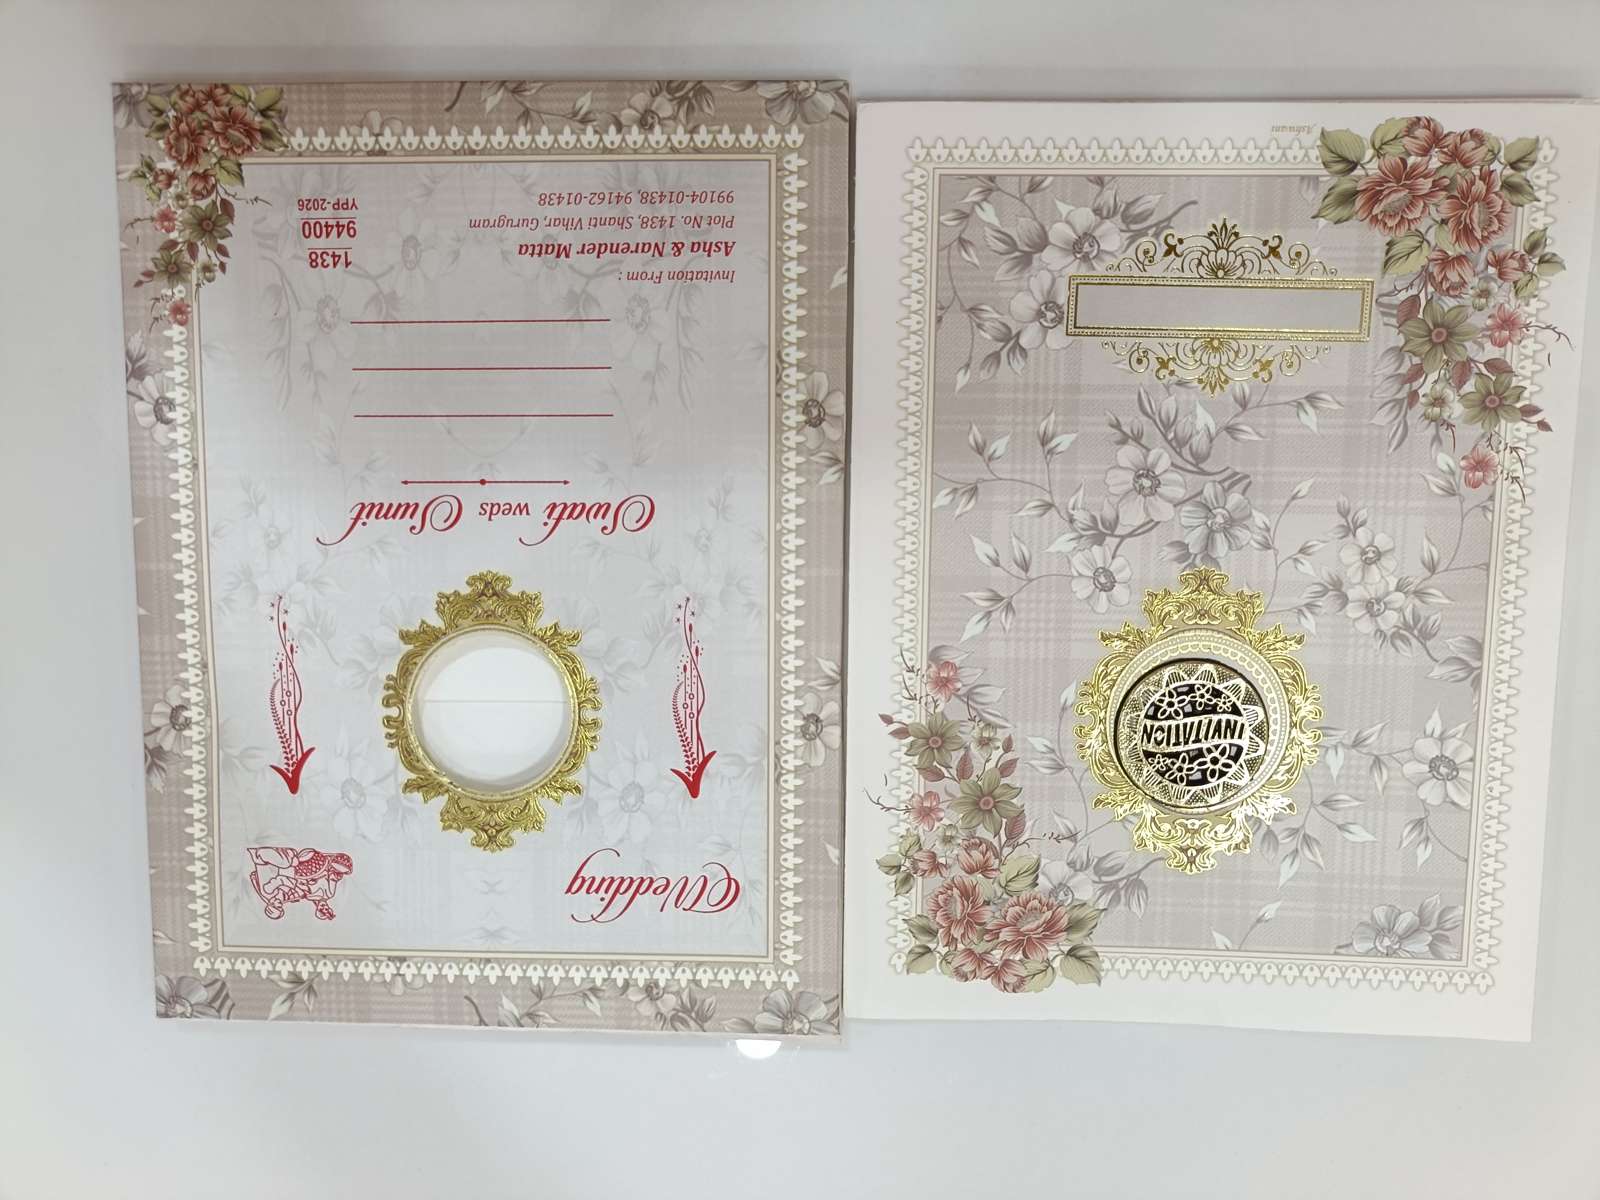 Wedding
Swati weds Sumit
Invitation From :
Asha & Narender Matta
Plot No. 1438, Shanti Vihar, Gurugram
99104-01438, 94162-01438
1438
94400
YPP-2026
INVITATION
Ashwani